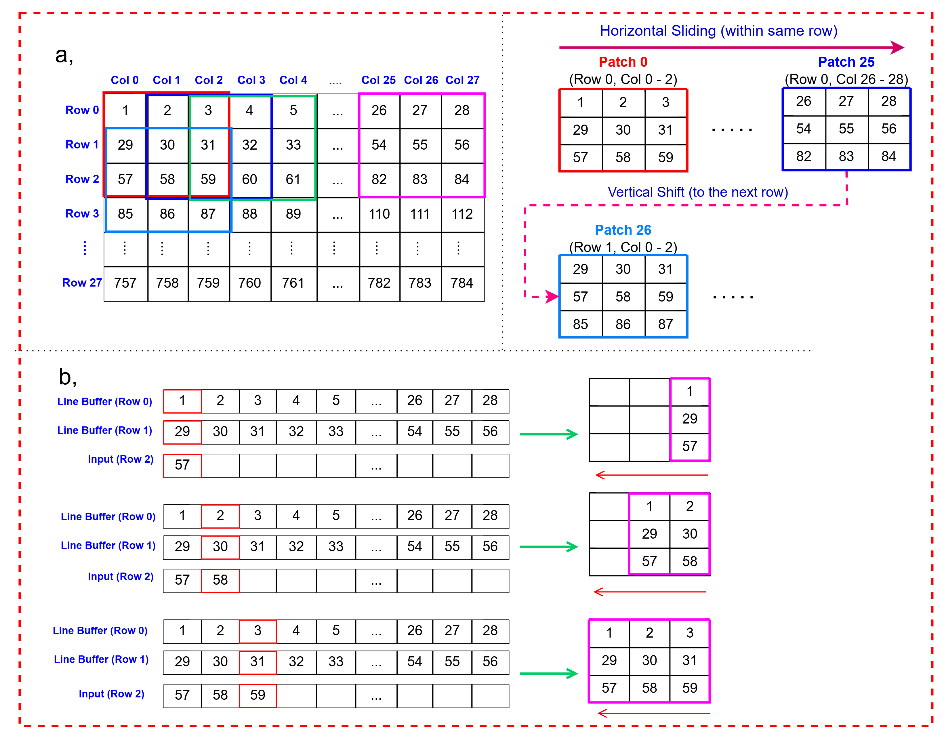 a,
Col 0 Col 1 Col 2 Col 3 Col 4 .... Col 25 Col 26 Col 27
Row 0 1 2 3 4 5 ... 26 27 28
Row 1 29 30 31 32 33 ... 54 55 56
Row 2 57 58 59 60 61 ... 82 83 84
Row 3 85 86 87 88 89 ... 110 111 112
Row 27 757 758 759 760 761 ... 782 783 784
Horizontal Sliding (within same row)
Patch 0
(Row 0, Col 0 - 2)
1 2 3
29 30 31
57 58 59
.....
Patch 25
(Row 0, Col 26 - 28)
26 27 28
54 55 56
82 83 84
Vertical Shift (to the next row)
Patch 26
(Row 1, Col 0 - 2)
29 30 31
57 58 59
85 86 87
.....
b,
Line Buffer (Row 0) 1 2 3 4 5 ... 26 27 28
Line Buffer (Row 1) 29 30 31 32 33 ... 54 55 56
Input (Row 2) 57 ...
1
29
57
Line Buffer (Row 0) 1 2 3 4 5 ... 26 27 28
Line Buffer (Row 1) 29 30 31 32 33 ... 54 55 56
Input (Row 2) 57 58 ...
1 2
29 30
57 58
Line Buffer (Row 0) 1 2 3 4 5 ... 26 27 28
Line Buffer (Row 1) 29 30 31 32 33 ... 54 55 56
Input (Row 2) 57 58 59 ...
1 2 3
29 30 31
57 58 59